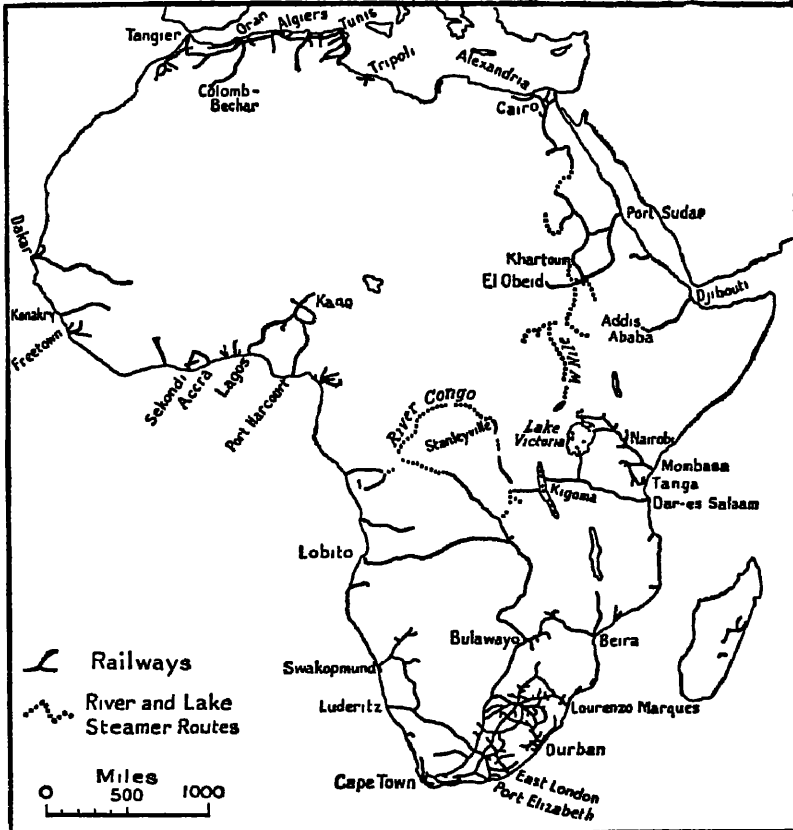 Tangier
Oran
Algiers
Tunis
Tripoli
Colomb-
Bechar
Alexandria
Cairo
Dakar
Port Sudan
Khartoum
El Obeid
Djibouti
Konakry
Kano
Addis
Ababa
Freetown
W. Nile
Sekondi
Accra
Lagos
Port Harcourt
River Congo
Stanleyville
Lake
Victoria
Nairobi
Mombasa
Tanga
Kigoma
Dar-es Salaam
Lobito
Bulawayo
Beira
Railways
Swakopmund
River and Lake
Steamer Routes
Luderitz
Lourenzo Marques
Durban
Miles
0 500 1000
Cape Town
East London
Port Elizabeth